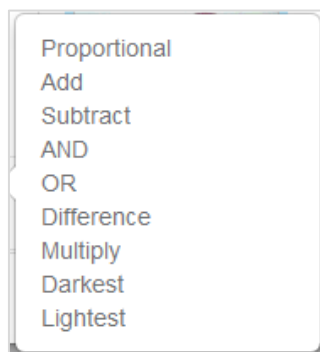 Proportional
Add
Subtract
AND
OR
Difference
Multiply
Darkest
Lightest